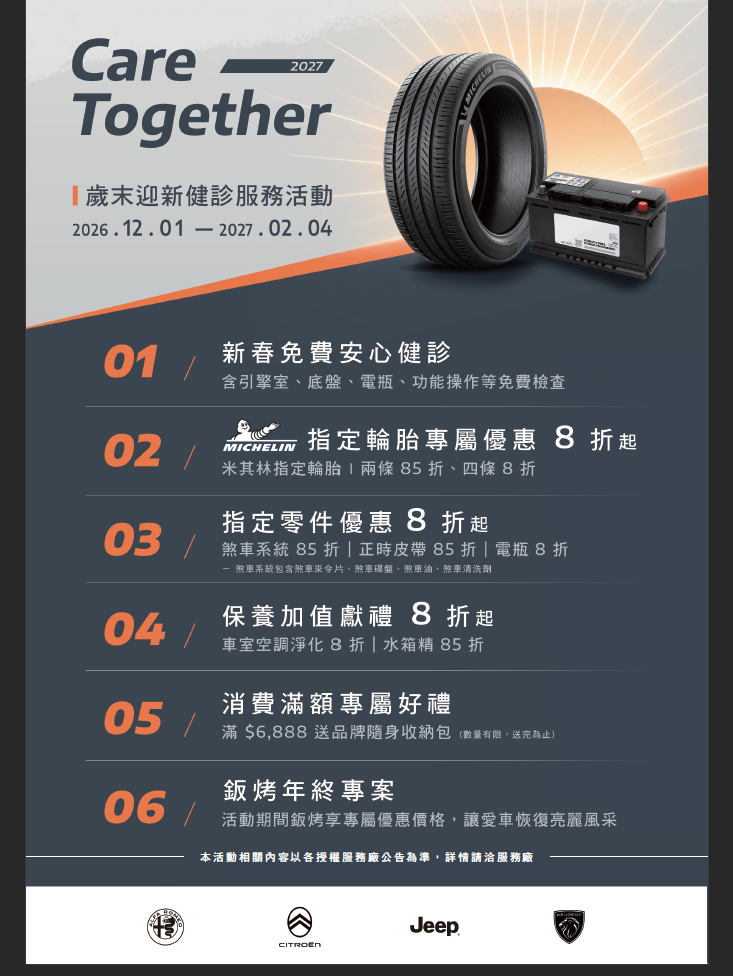 Care
2027
Together
歲末迎新健診服務活動
2026.12.01 — 2027.02.04
MICHELIN
01 / 新春免費安心健診
含引擎室、底盤、電瓶、功能操作等免費檢查
02 / MICHELIN 指定輪胎專屬優惠 8 折起
米其林指定輪胎 | 兩條 85 折、四條 8 折
03 / 指定零件優惠 8 折起
煞車系統 85 折 | 正時皮帶 85 折 | 電瓶 8 折
– 煞車系統包含煞車來令片、煞車碟盤、煞車油、煞車清洗劑
04 / 保養加值獻禮 8 折起
車室空調淨化 8 折 | 水箱精 85 折
05 / 消費滿額專屬好禮
滿 $6,888 送品牌隨身收納包 (數量有限，送完為止)
06 / 鈑烤年終專案
活動期間鈑烤享專屬優惠價格，讓愛車恢復亮麗風采
本活動相關內容以各授權服務廠公告為準，詳情請洽服務廠
ALFA ROMEO
CITROËN
Jeep
PEUGEOT